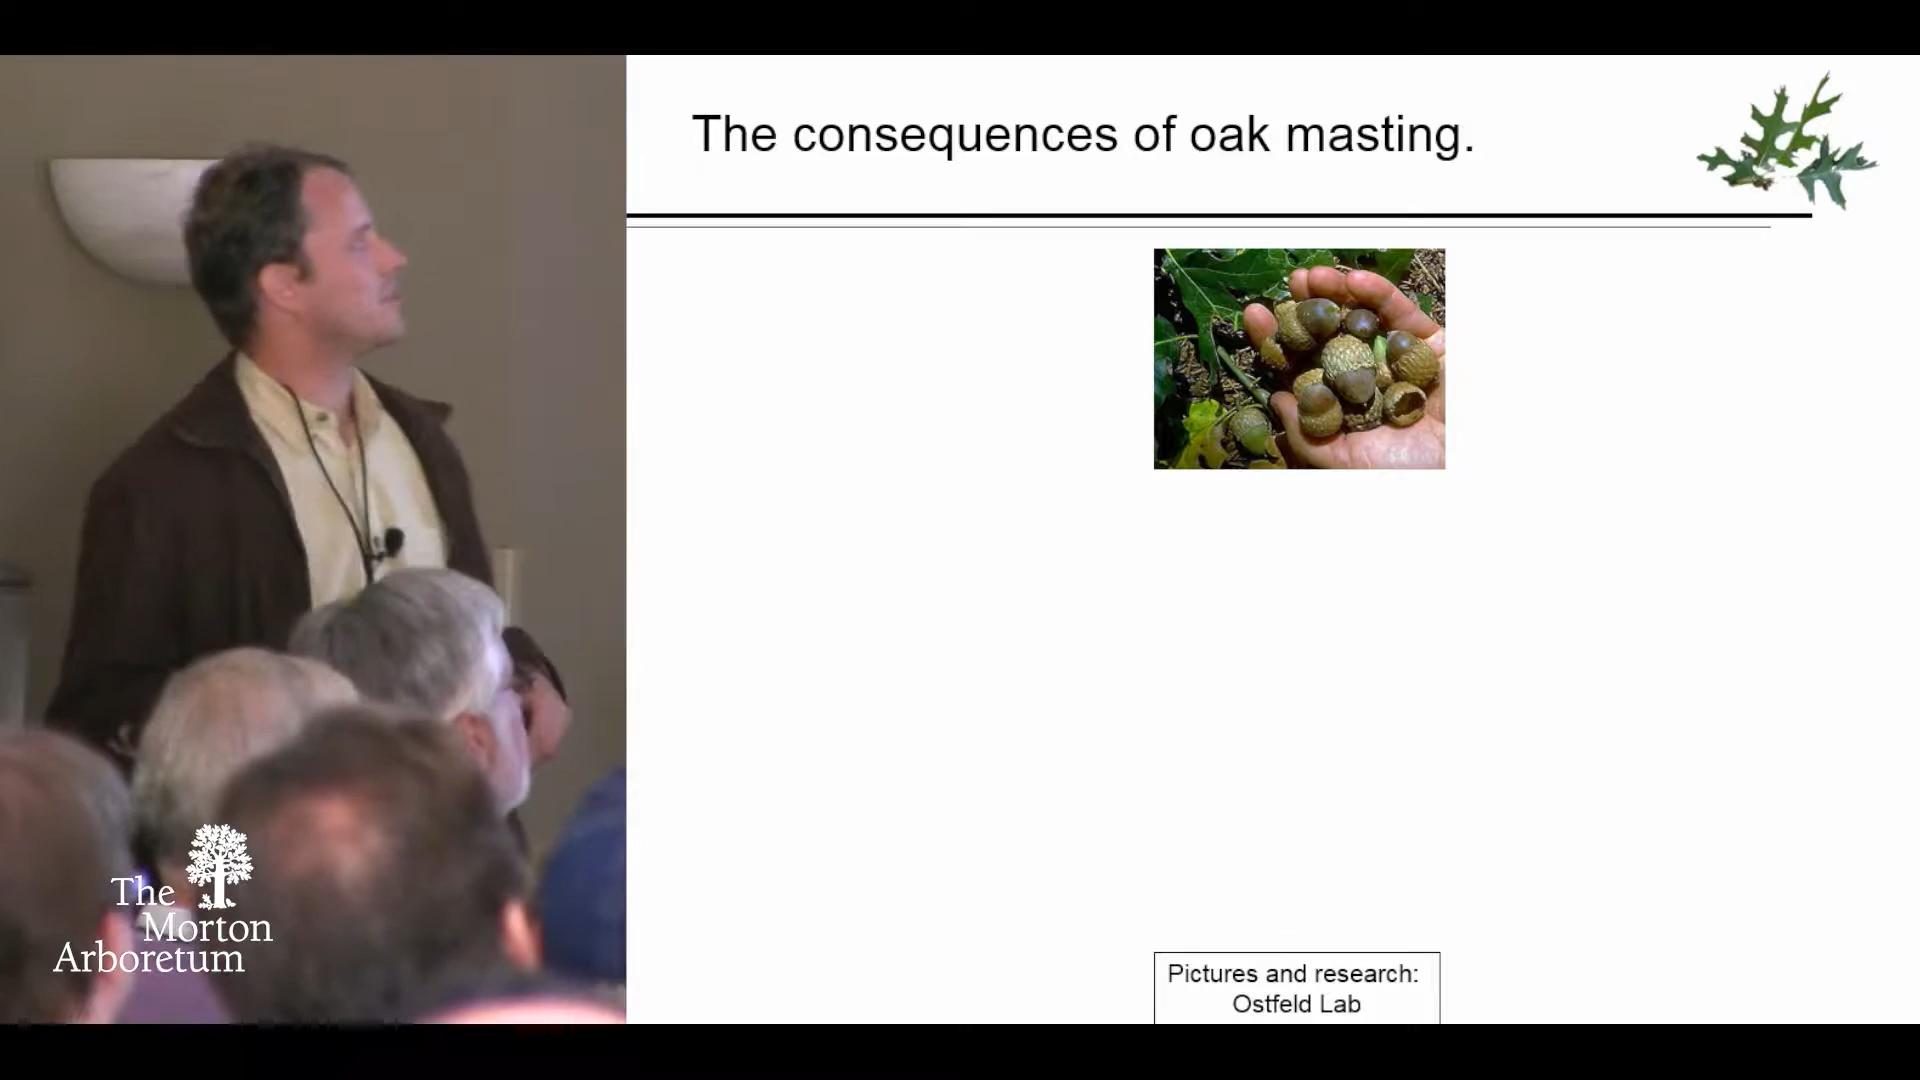 The consequences of oak masting.
Pictures and research:
Ostfeld Lab
The
Morton
Arboretum